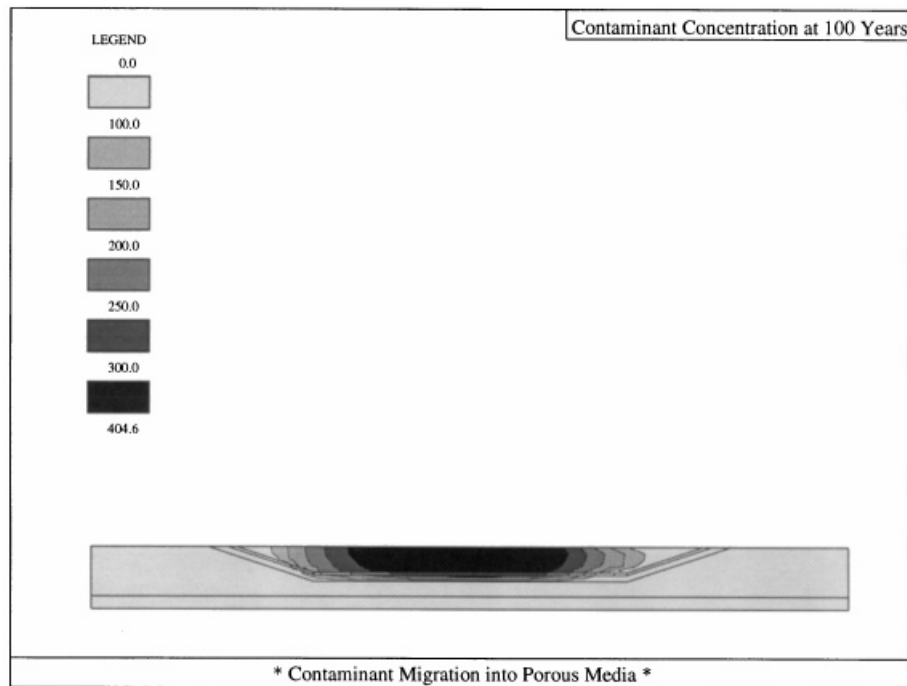 Contaminant Concentration at 100 Years
LEGEND
0.0
100.0
150.0
200.0
250.0
300.0
404.6
* Contaminant Migration into Porous Media *